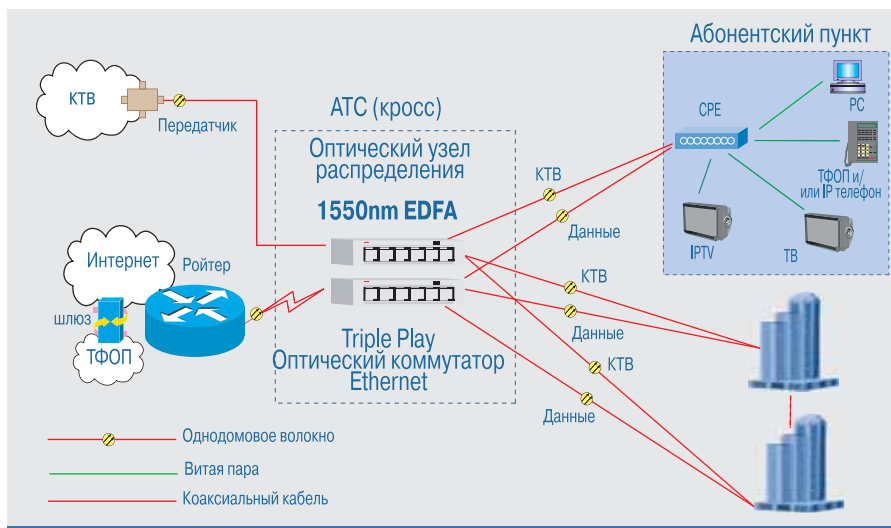 Абонентский пункт
КТВ
Передатчик
АТС (кросс)
Оптический узел
распределения
1550nm EDFA
CPE
PC
ТФОП и/
или IP телефон
IPTV
ТВ
КТВ
Данные
Интернет
Ройтер
шлюз
ТФОП
КТВ
Данные
Triple Play
Оптический коммутатор
Ethernet
КТВ
Данные
Однодомовое волокно
Витая пара
Коаксиальный кабель